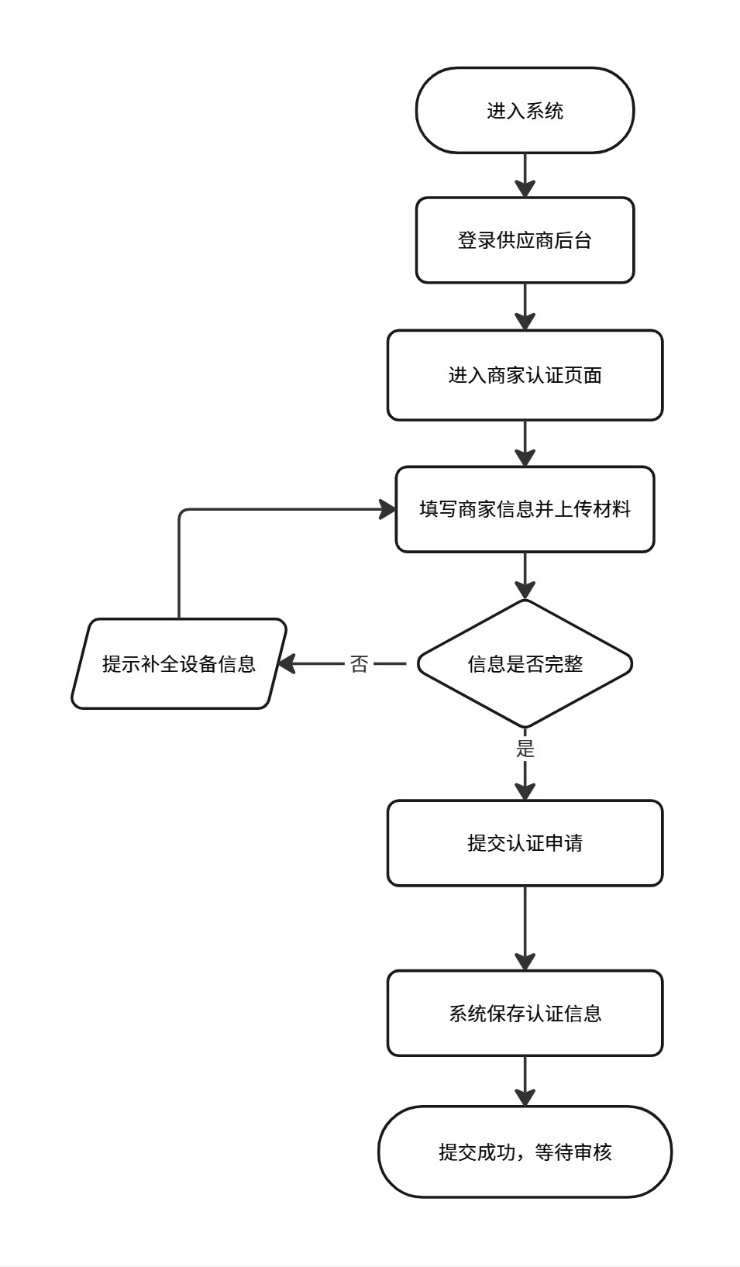 进入系统
登录供应商后台
进入商家认证页面
填写商家信息并上传材料
信息是否完整
否
提示补全设备信息
是
提交认证申请
系统保存认证信息
提交成功，等待审核